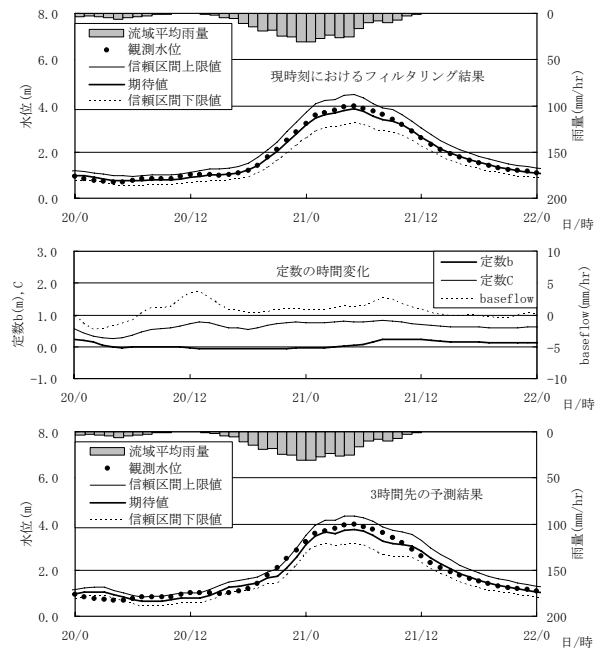 8.0
6.0
4.0
2.0
0.0
水位(m)
流域平均雨量
観測水位
信頼区間上限値
期待値
信頼区間下限値
現時刻におけるフィルタリング結果
0
50
100
150
200
雨量(mm/hr)
20/0
20/12
21/0
21/12
22/0
日/時
3.0
2.0
1.0
0.0
-1.0
定数b(m),C
定数の時間変化
定数b
定数C
baseflow
10
5
0
-5
-10
baseflow(mm/hr)
20/0
20/12
21/0
21/12
22/0
日/時
8.0
6.0
4.0
2.0
0.0
水位(m)
流域平均雨量
観測水位
信頼区間上限値
期待値
信頼区間下限値
3時間先の予測結果
0
50
100
150
200
雨量(mm/hr)
20/0
20/12
21/0
21/12
22/0
日/時